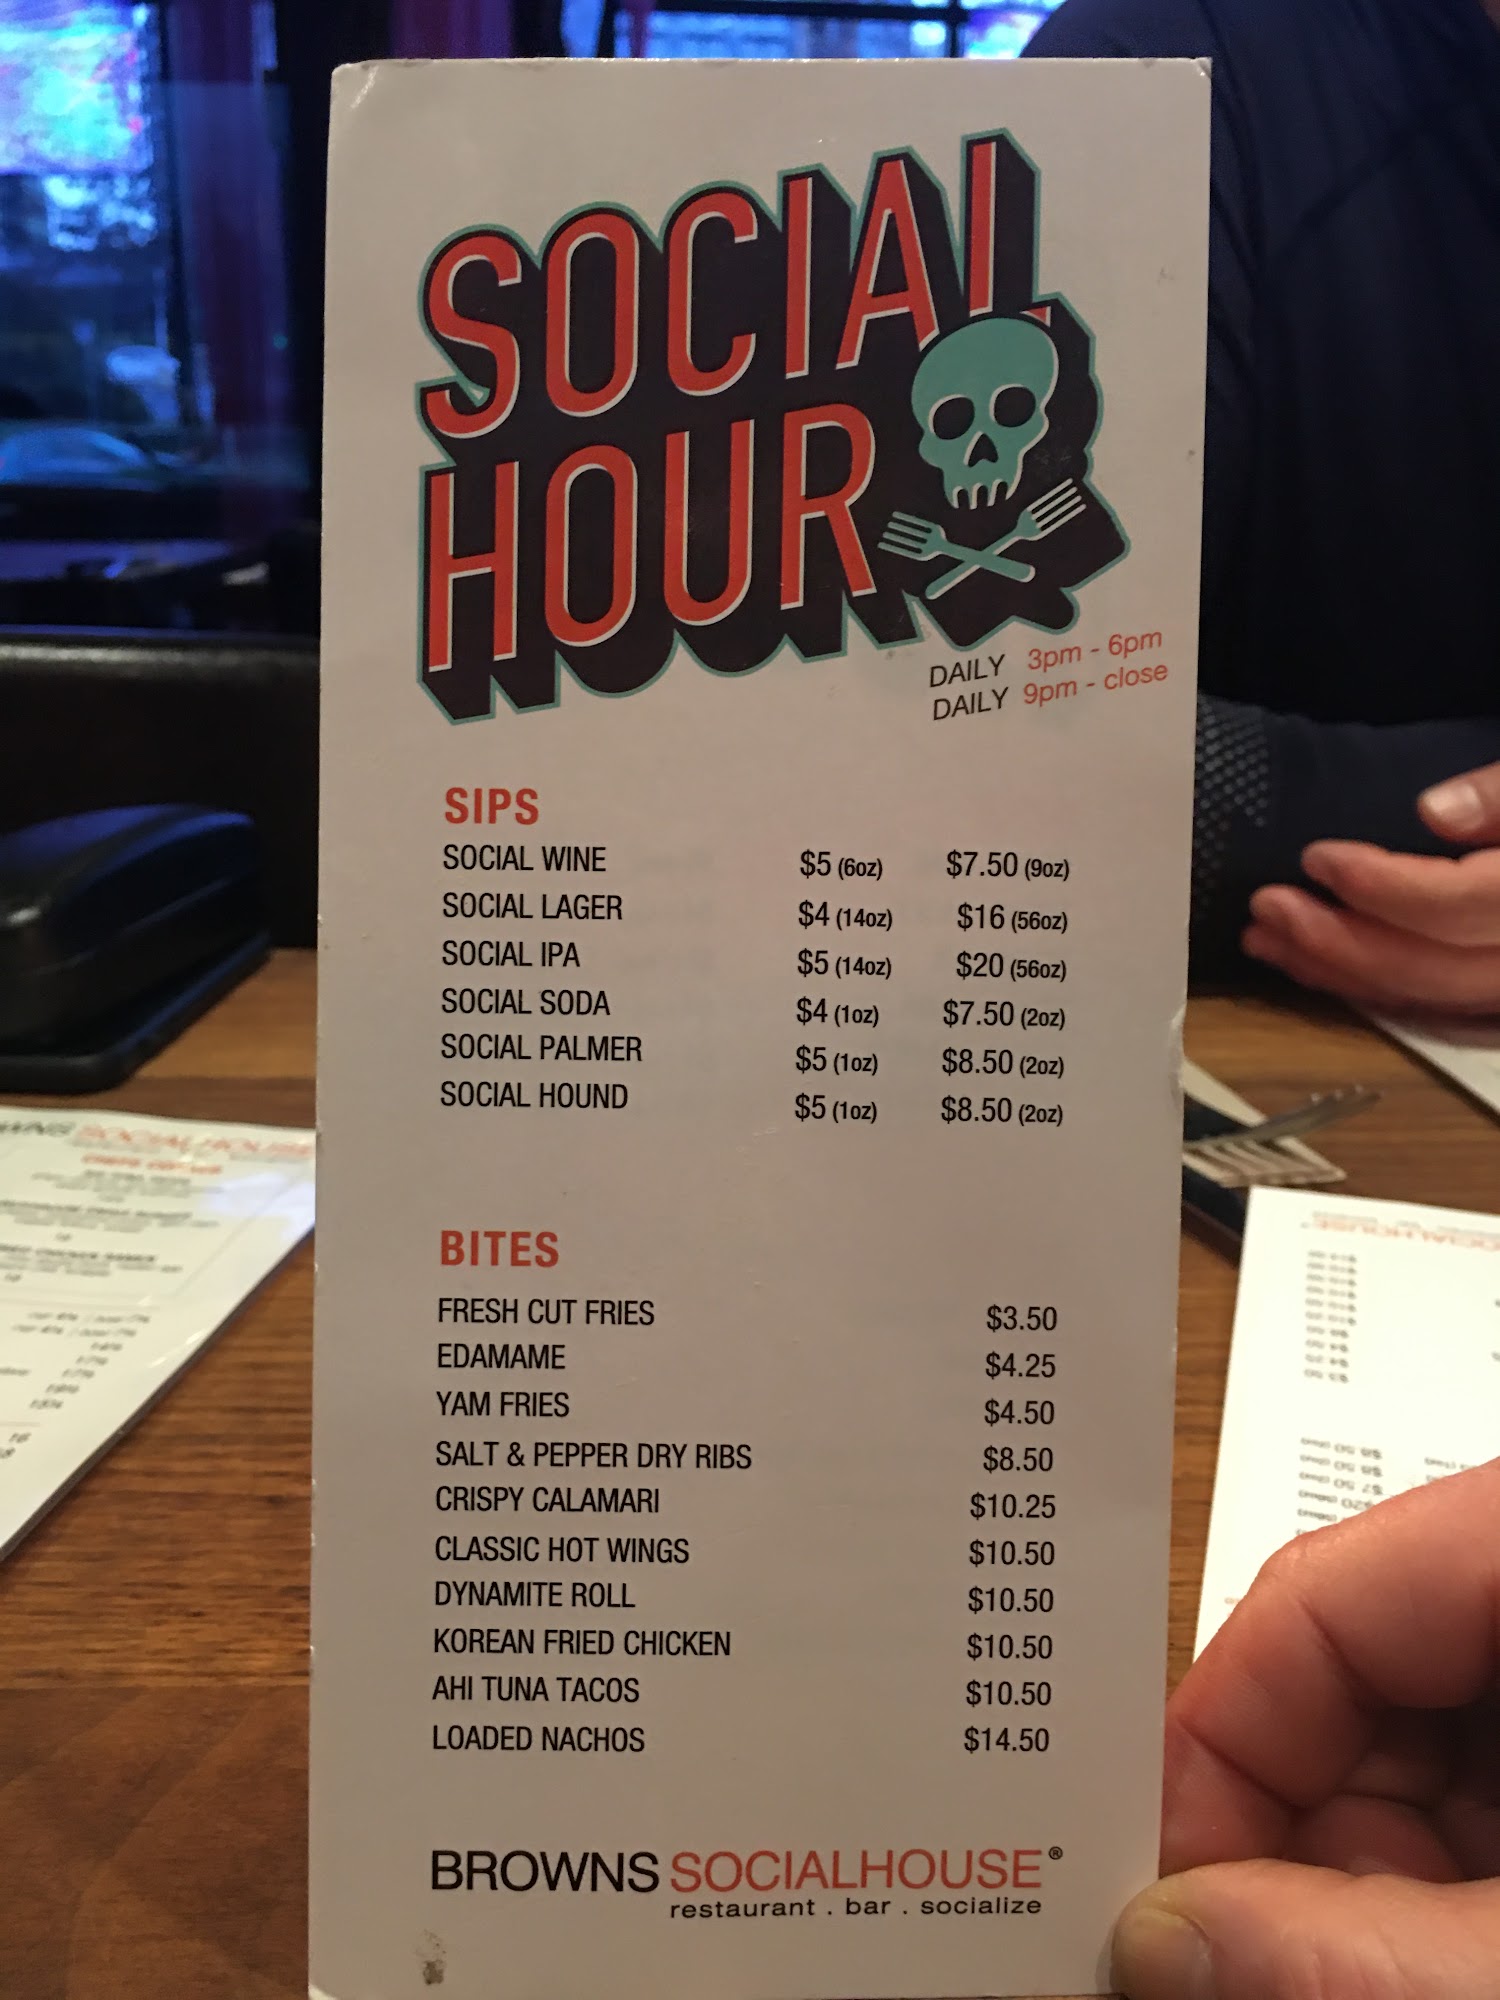 SOCIAL
HOUR
DAILY 3pm - 6pm
DAILY 9pm - close
SIPS
SOCIAL WINE $5 (6oz) $7.50 (9oz)
SOCIAL LAGER $4 (14oz) $16 (56oz)
SOCIAL IPA $5 (14oz) $20 (56oz)
SOCIAL SODA $4 (1oz) $7.50 (2oz)
SOCIAL PALMER $5 (1oz) $8.50 (2oz)
SOCIAL HOUND $5 (1oz) $8.50 (2oz)
BITES
FRESH CUT FRIES $3.50
EDAMAME $4.25
YAM FRIES $4.50
SALT & PEPPER DRY RIBS $8.50
CRISPY CALAMARI $10.25
CLASSIC HOT WINGS $10.50
DYNAMITE ROLL $10.50
KOREAN FRIED CHICKEN $10.50
AHI TUNA TACOS $10.50
LOADED NACHOS $14.50
BROWNS SOCIALHOUSE®
restaurant . bar . socialize